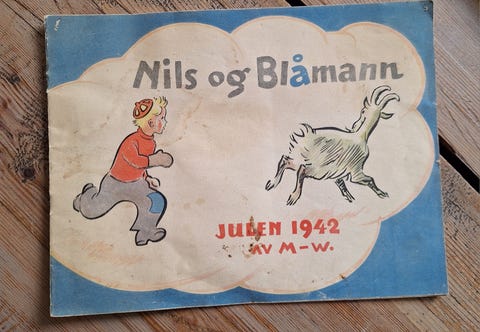 Nils og Blåmann
JULEN 1942
AV M-W.